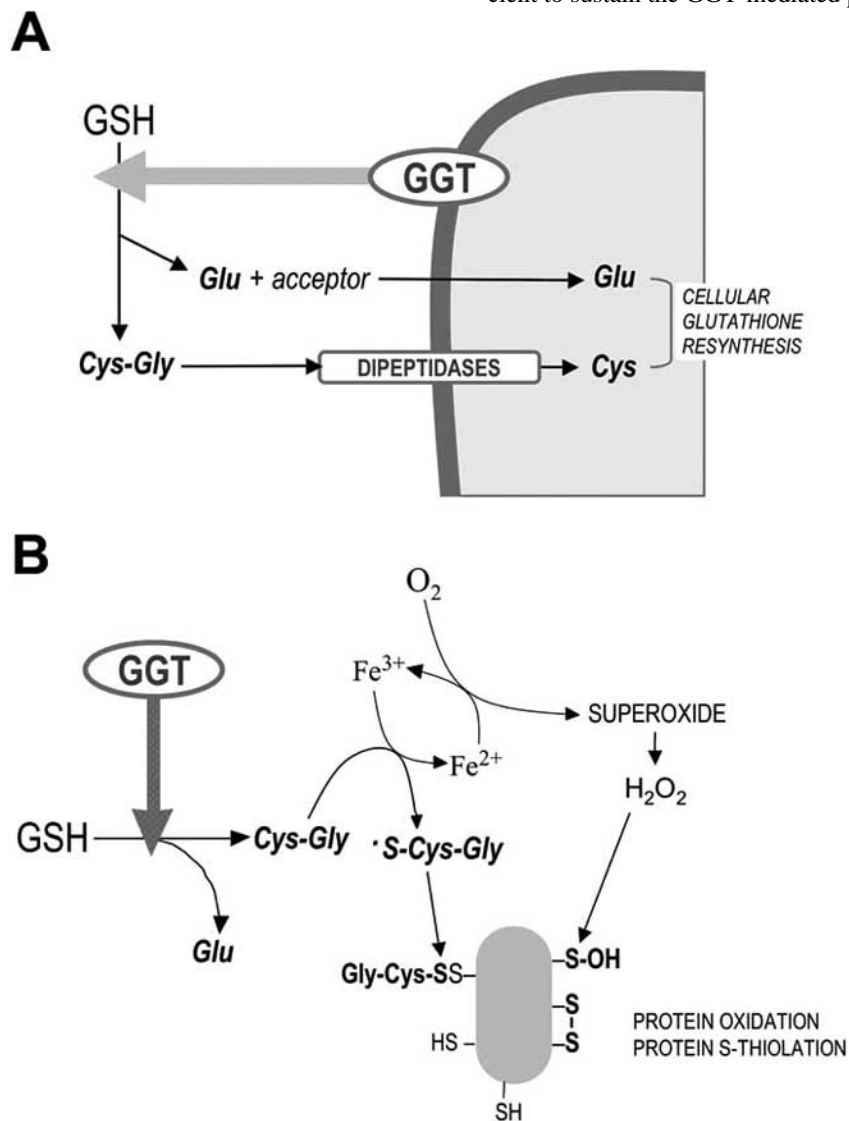 A
GSH
GGT
Glu + acceptor
Glu
CELLULAR
GLUTATHIONE
RESYNTHESIS
Cys-Gly
DIPEPTIDASES
Cys
B
O2
GGT
Fe3+
SUPEROXIDE
Fe2+
H2O2
GSH
Cys-Gly
·S-Cys-Gly
Glu
Gly-Cys-SS
S-OH
S
S
HS
SH
PROTEIN OXIDATION
PROTEIN S-THIOLATION